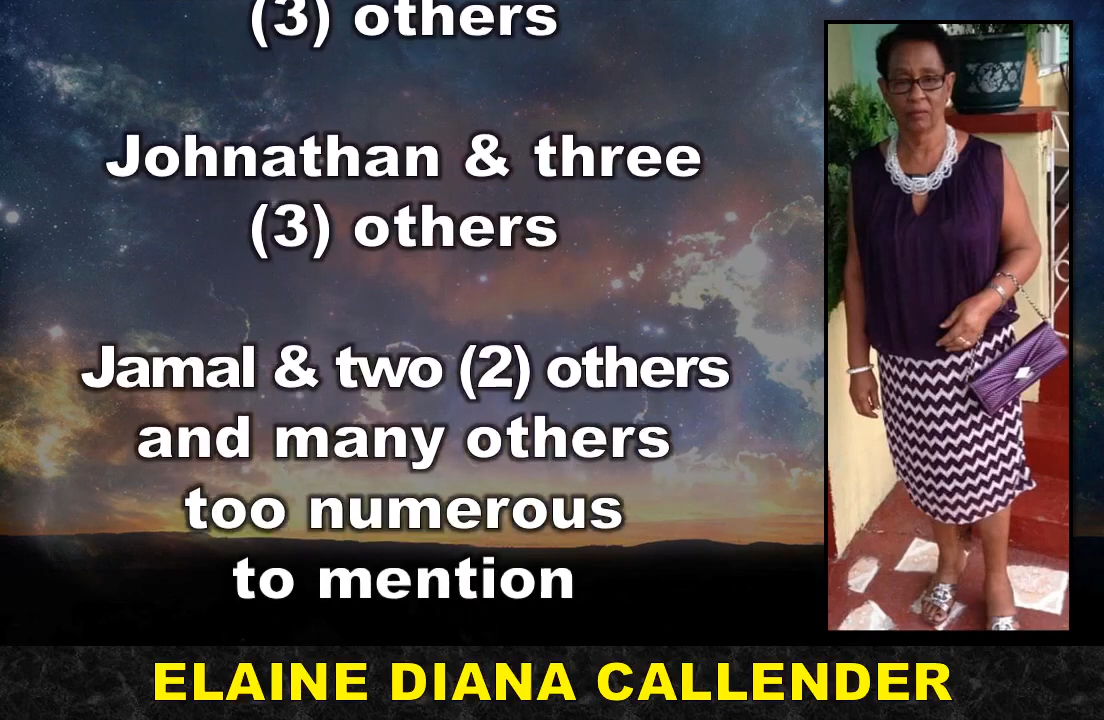 (3) others
Johnathan & three
(3) others
Jamal & two (2) others
and many others
too numerous
to mention
ELAINE DIANA CALLENDER